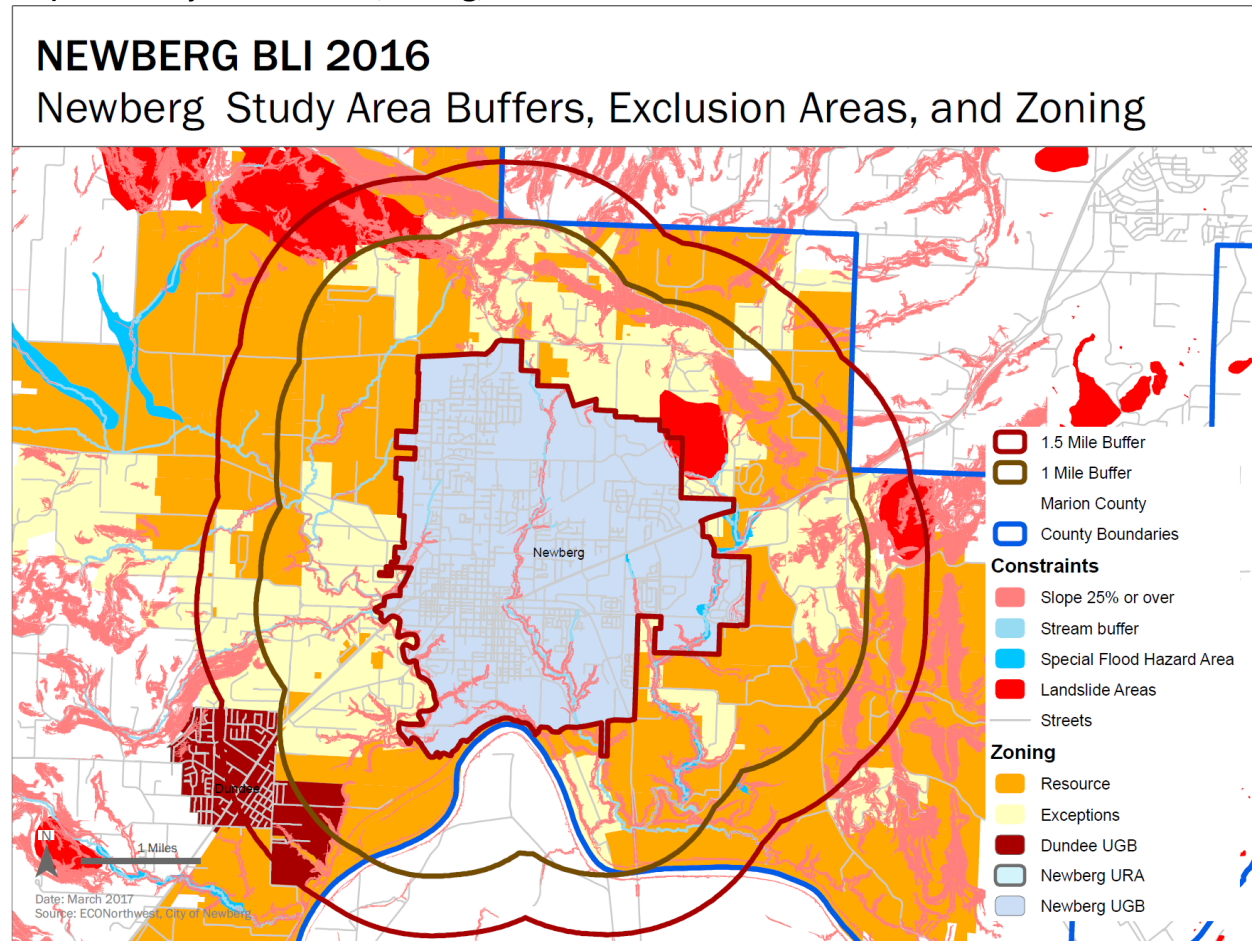 NEWBERG BLI 2016
Newberg Study Area Buffers, Exclusion Areas, and Zoning
1.5 Mile Buffer
1 Mile Buffer
Marion County
County Boundaries
Constraints
Slope 25% or over
Stream buffer
Special Flood Hazard Area
Landslide Areas
Streets
Zoning
Resource
Exceptions
Dundee UGB
Newberg URA
Newberg UGB
Newberg
Dundee
N
1 Miles
Date: March 2017
Source: ECONorthwest, City of Newberg